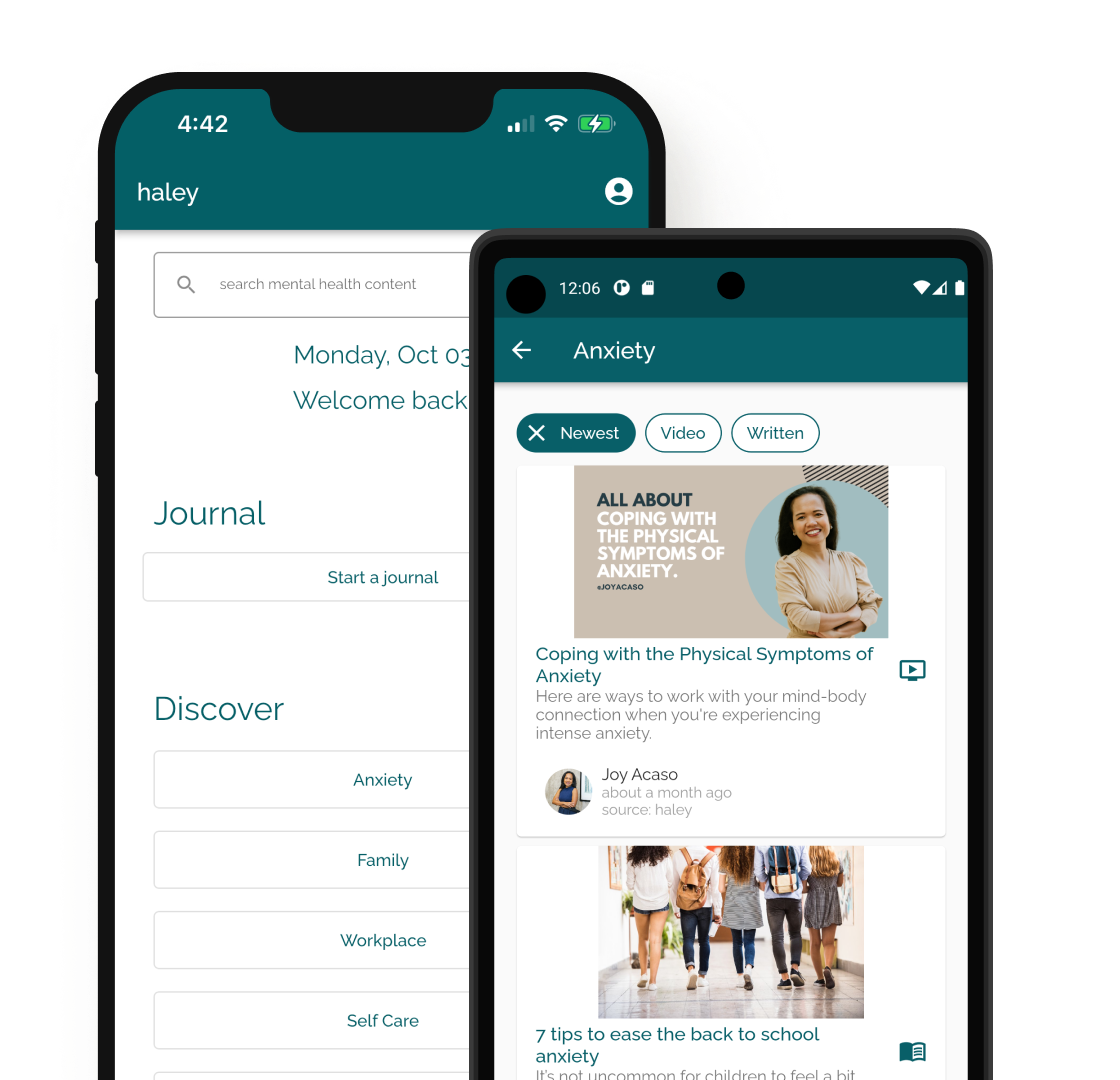 4:42
haley
search mental health content
Monday, Oct 03
Welcome back
Journal
Start a journal
Discover
Anxiety
Family
Workplace
Self Care
12:06
Anxiety
Newest
Video
Written
ALL ABOUT
COPING WITH
THE PHYSICAL
SYMPTOMS OF
ANXIETY.
@JOYACASO
Coping with the Physical Symptoms of
Anxiety
Here are ways to work with your mind-body
connection when you're experiencing
intense anxiety.
Joy Acaso
about a month ago
source: haley
7 tips to ease the back to school
anxiety
It's not uncommon for children to feel a bit